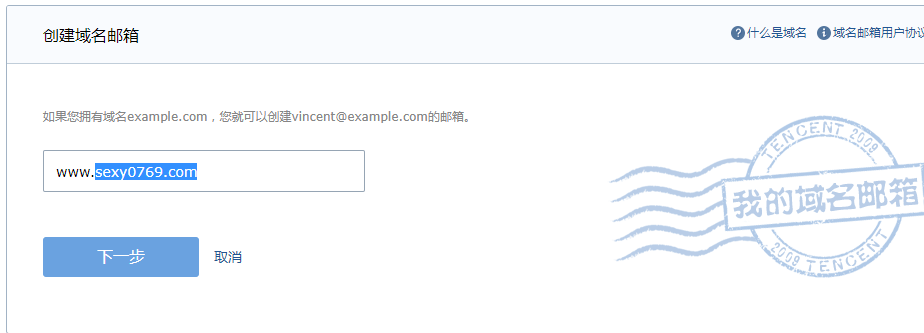 创建域名邮箱
什么是域名 域名邮箱用户协议
如果您拥有域名example.com，您就可以创建vincent@example.com的邮箱。
www.sexy0769.com
TENCENT 2009
我的域名邮箱
2009 TENCENT
下一步 取消